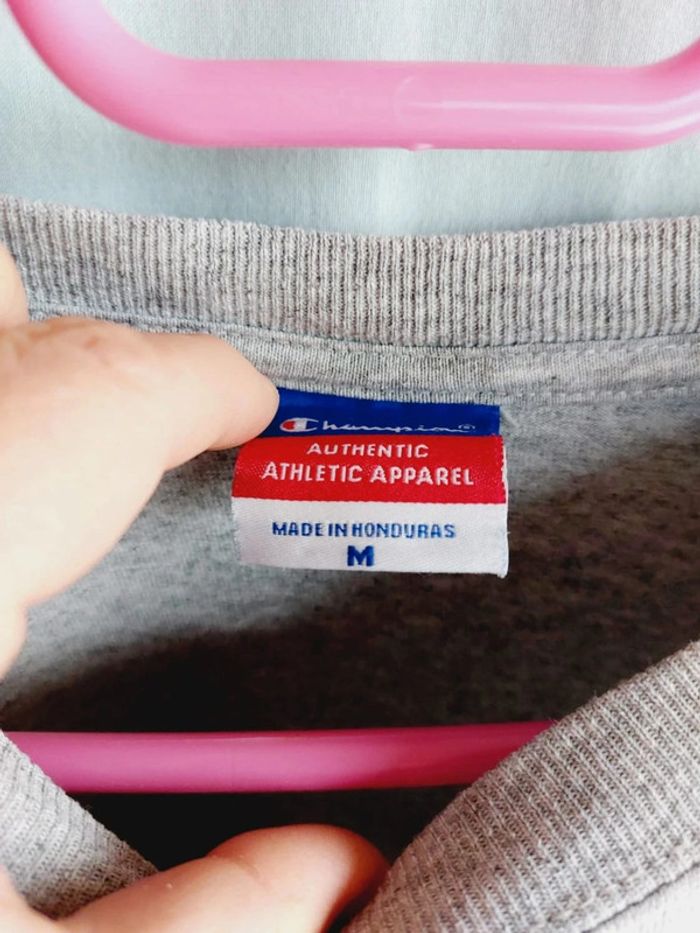 Champion®
AUTHENTIC
ATHLETIC APPAREL
MADE IN HONDURAS
M